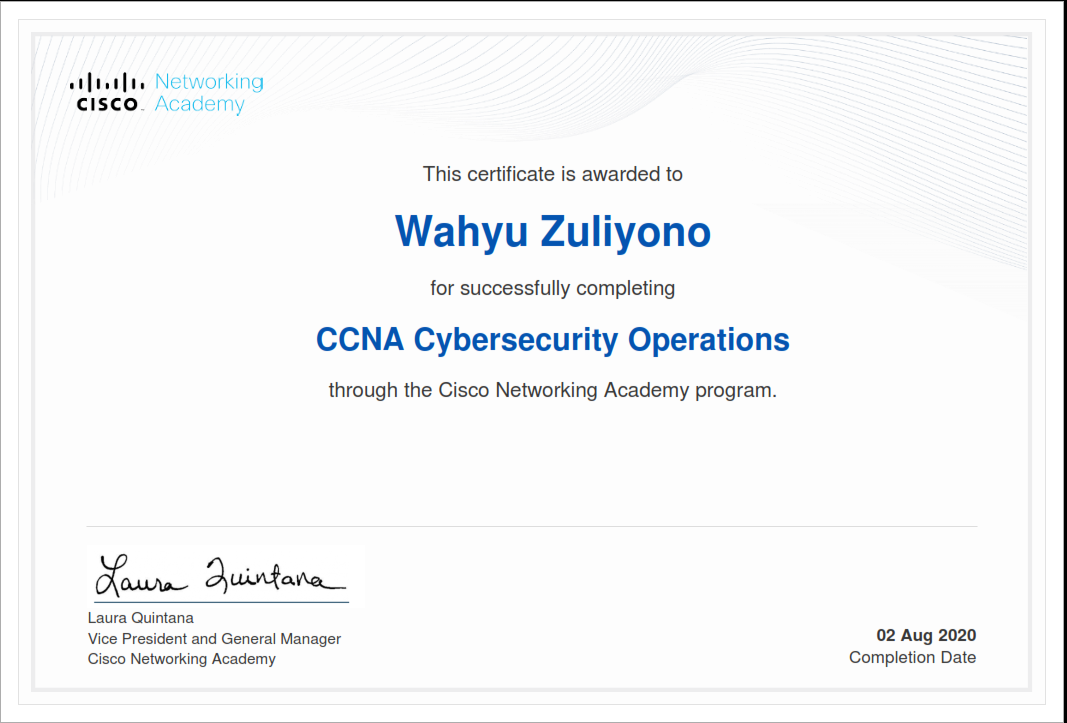 CISCO Networking
Academy
This certificate is awarded to
Wahyu Zuliyono
for successfully completing
CCNA Cybersecurity Operations
through the Cisco Networking Academy program.
Laura Quintana
Laura Quintana
Vice President and General Manager
Cisco Networking Academy
02 Aug 2020
Completion Date